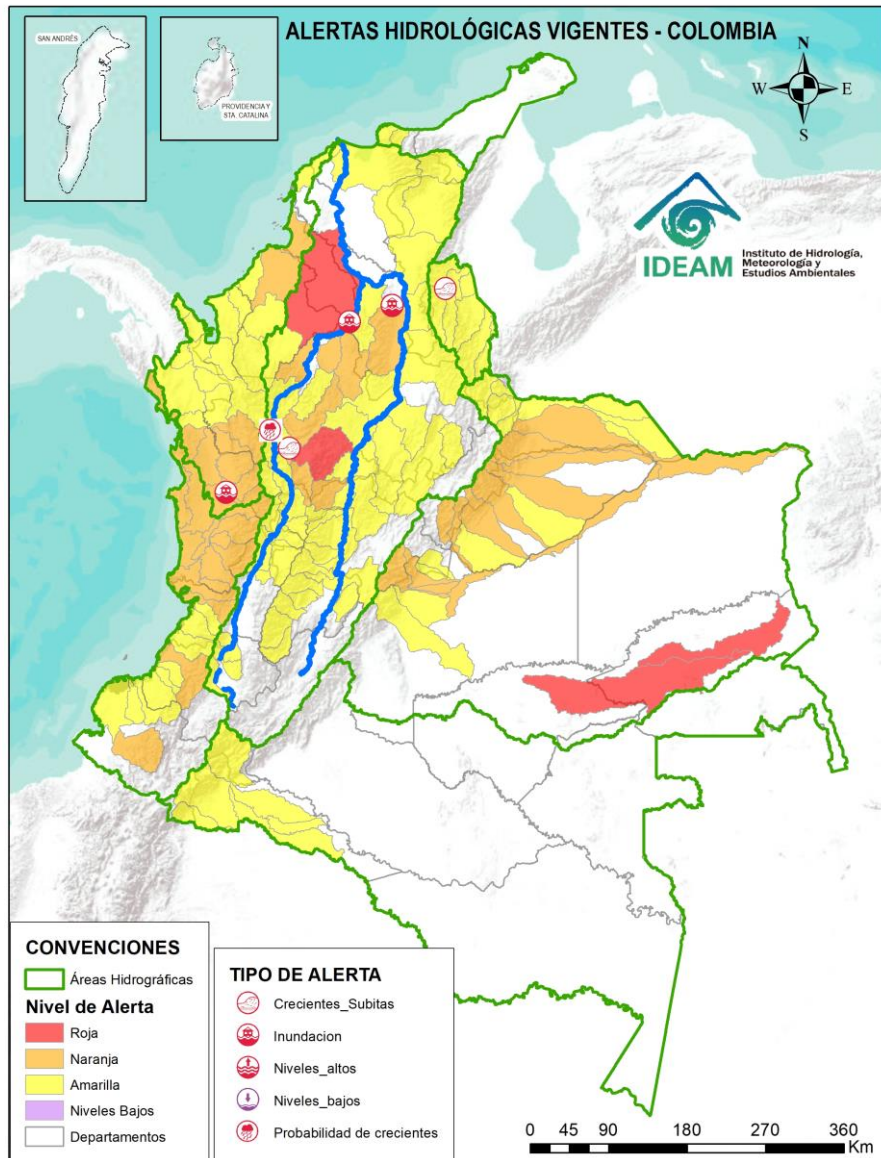 ALERTAS HIDROLÓGICAS VIGENTES - COLOMBIA
SAN ANDRÉS
PROVIDENCIA Y
STA. CATALINA
N
W
E
S
IDEAM
Instituto de Hidrología,
Meteorología y
Estudios Ambientales
CONVENCIONES
Áreas Hidrográficas
Nivel de Alerta
Roja
Naranja
Amarilla
Niveles Bajos
Departamentos
TIPO DE ALERTA
Crecientes_Subitas
Inundacion
Niveles_altos
Niveles_bajos
Probabilidad de crecientes
0 45 90 180 270 360
Km